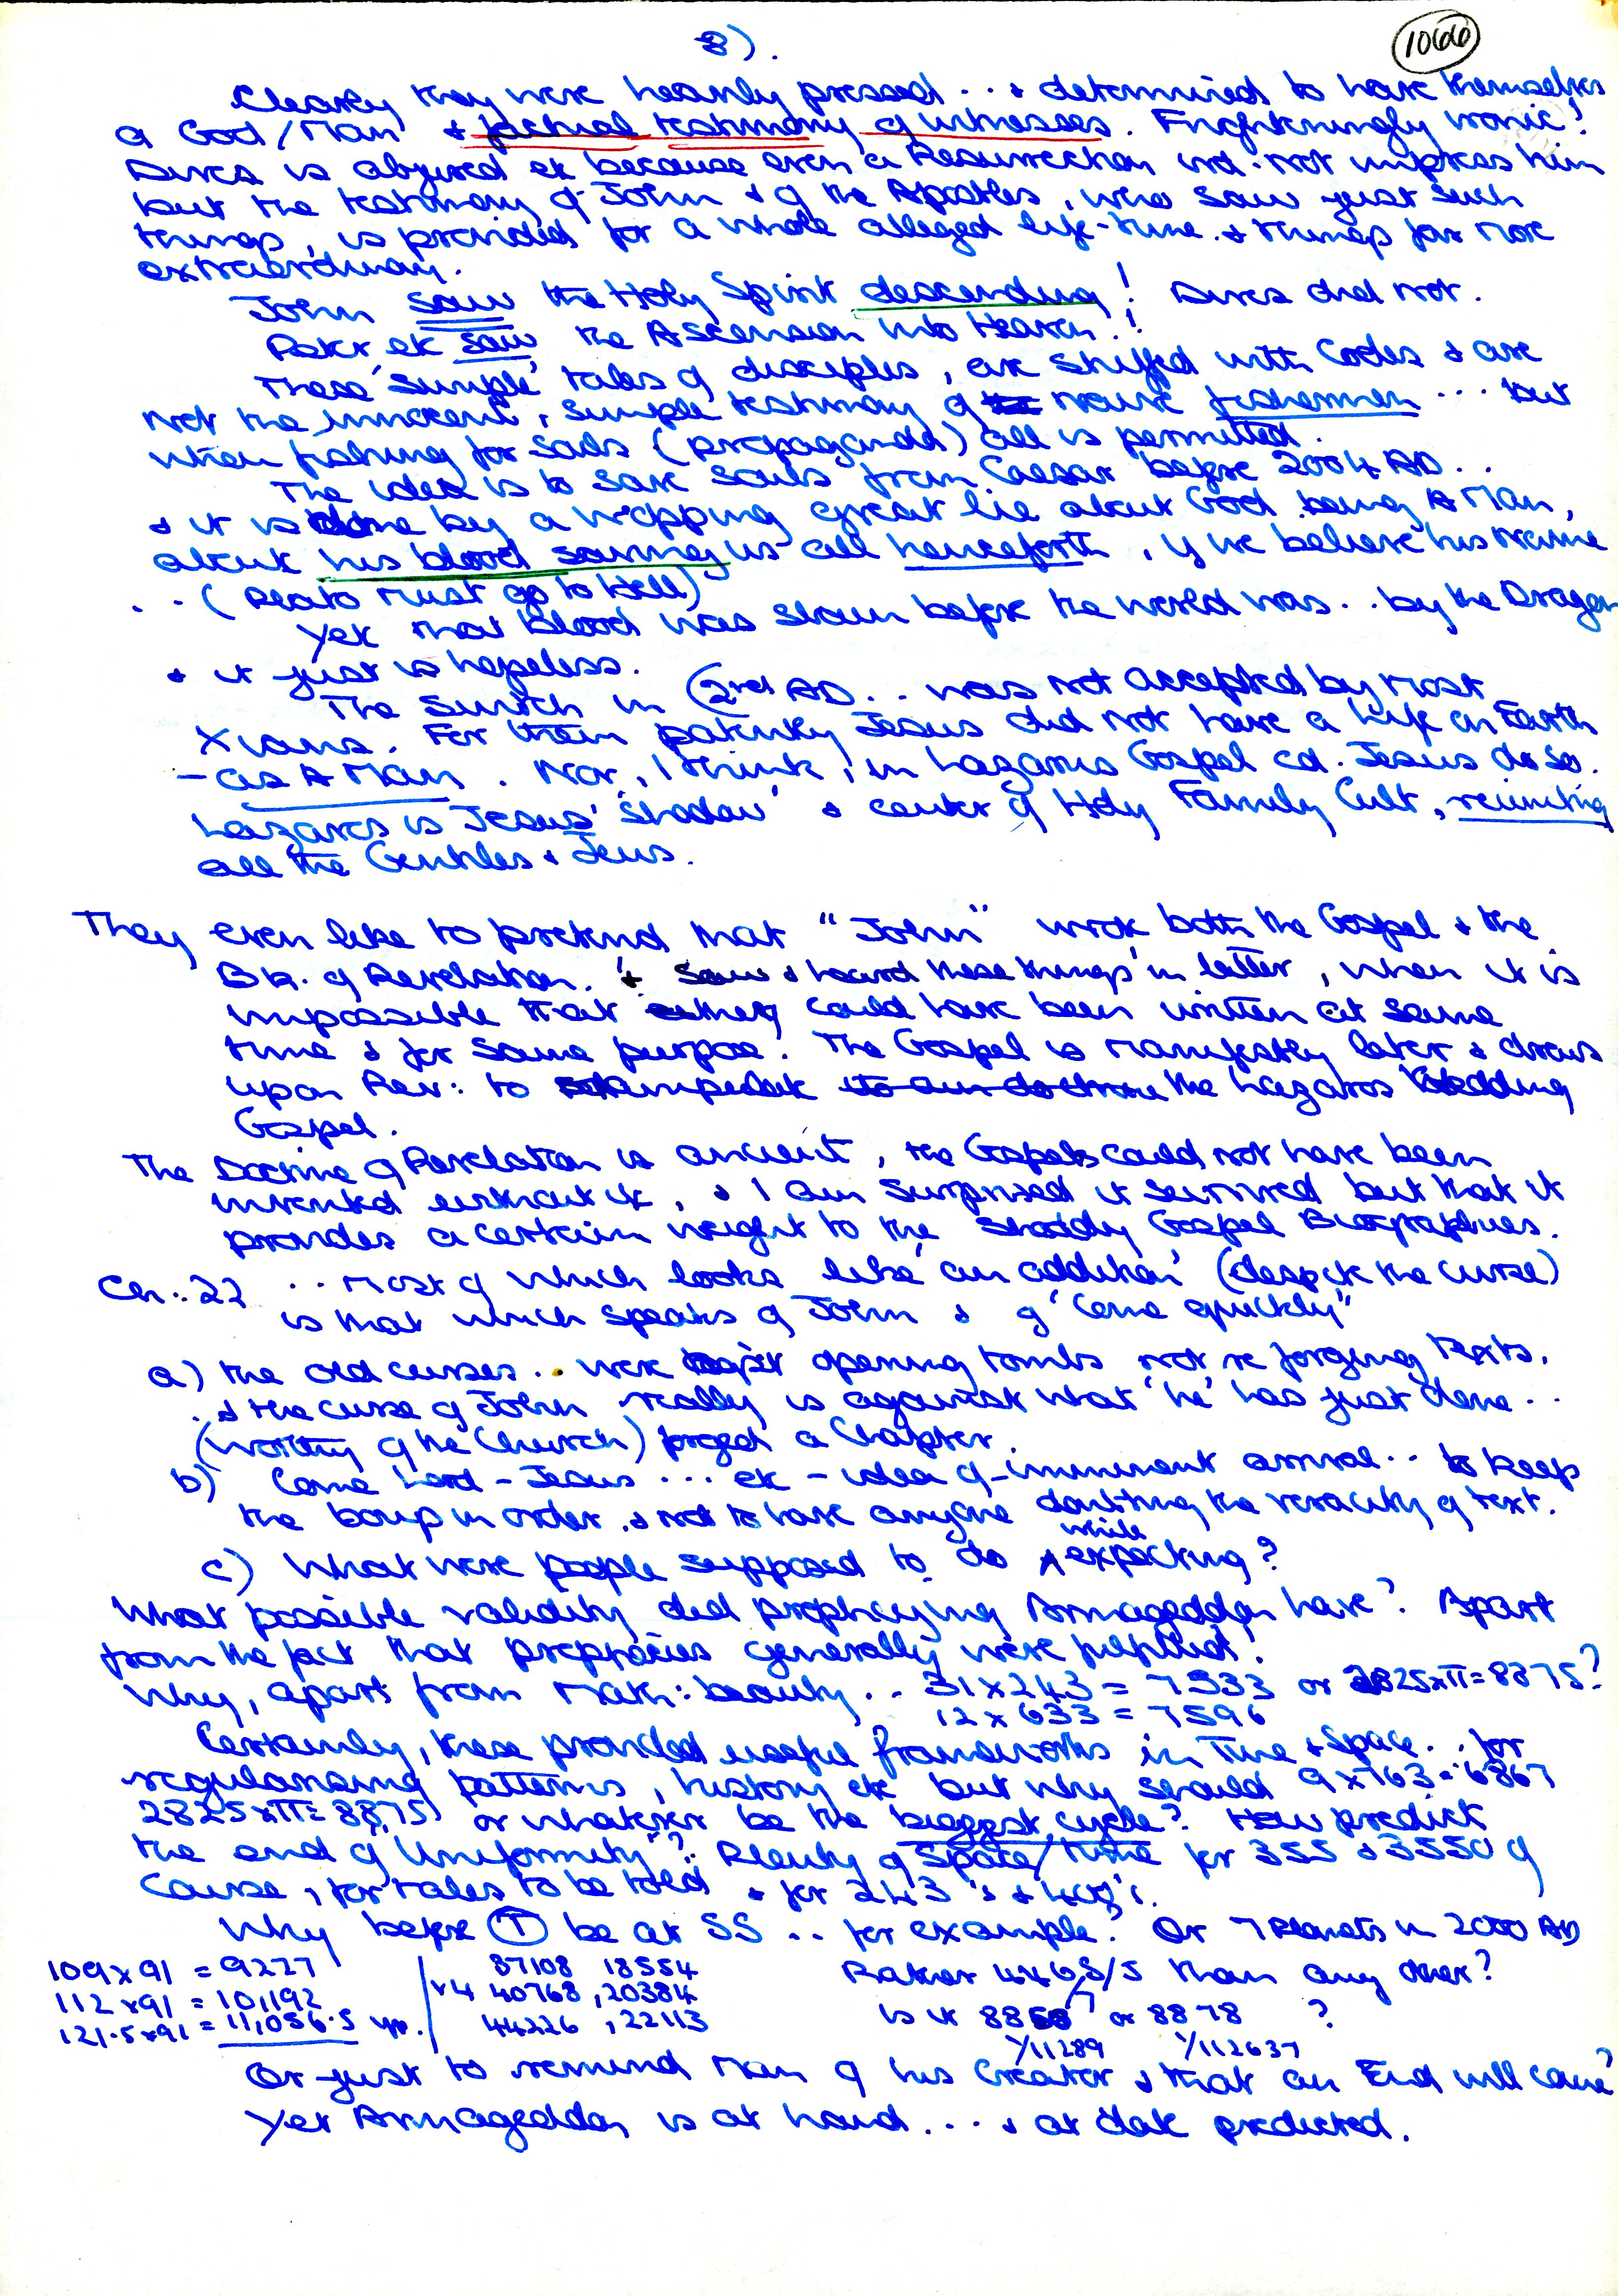 8).
1066
Clearly they were heavily pressed ... & determined to have themselves
a God/Man & factual testimony of witnesses. Frighteningly ironic!
Dives is abjured etc because even a Resurrection wd. not impress him
but the testimony of John & of the Apostles, who saw just such
things, is provided for a whole alleged life-time. & things far more
extraordinary.
John saw the Holy Spirit descending! Dives did not.
Peter etc saw the Ascension into Heaven!!
These 'simple' tales of disciples, are stuffed with Codes & are
not the innocent, simple testimony of naive fishermen ... but
when fishing for souls (propaganda) all is permitted.
The idea is to save souls from Caesar before 2004 AD..
& it is done by a whopping great lie about God being A Man,
about his blood saving us all henceforth, if we believe his name
.. (Plato must go to Hell)
Yet that Blood was shown before the world was.. by the Dragon
& it just is hopeless.
The switch in (2nd AD .. was not accepted by most
Xians. For them patently Jesus did not have a life on Earth
- as A Man. Nor, I think, in Lazarus Gospel cd. Jesus do so.
Lazarus is Jesus' 'shadow' & center of Holy Family Cult, reuniting
all the Gentiles & Jews.
They even like to pretend that "John" wrote both the Gospel & the
Bk. of Revelation. '& saw & heard these things' in latter, when it is
impossible that they could have been written at same
time & for same purpose! The Gospel is manifestly later & draws
upon Rev: to the Lazarus Wedding
Gospel.
The Doctrine of Revelation is ancient, the Gospels could not have been
invented without it, & I am surprised it survived but that it
provides a certain weight to the shoddy Gospel Biographies.
Ch. 22 .. most of which looks like 'an addition' (despite the curse)
is that which speaks of John & of "Come quickly"
a) the old curses.. were opening tombs not re forging Texts.
.. & the curse of John really is against what 'he' has just done..
(worthy of the Church) forged a Chapter.
b) Come Lord - Jesus ... etc - idea of imminent arrival.. to keep
the in order, & not to have anyone doubting the veracity of text.
c) What were people supposed to do while expecting?
What possible validity did prophecying Armageddon have? Apart
from the fact that prophecies generally were fulfilled!
Why, apart from Math: beauty .. 31 x 243 = 7533 or 2825 x π = 8875?
12 x 633 = 7596
Certainly, these provided useful frameworks in Time & Space.. for
regularising patterns, history etc but why should 9 x 763 = 6867
2825 x π = 8875 or whatever be the biggest cycle? How predict
the end of 'Uniformity'? Plenty of Space/Time for 355 & 3550 of
course, for tales to be told & for 243's &
Why before (T) be at SS .. for example? Or 7 Planets in 2000 AD
109 x 91 = 9227 87108 18554 Rather than any other?
112 x 91 = 10,192 x4 40768, 20384 Is it or 8878 ?
121.5 x 91 = 11,056.5 44226, 22113
1/11289 1/112637
Or just to remind Man of his Creator & that an End will come?
Yet Armageddon is at hand... & at date predicted.